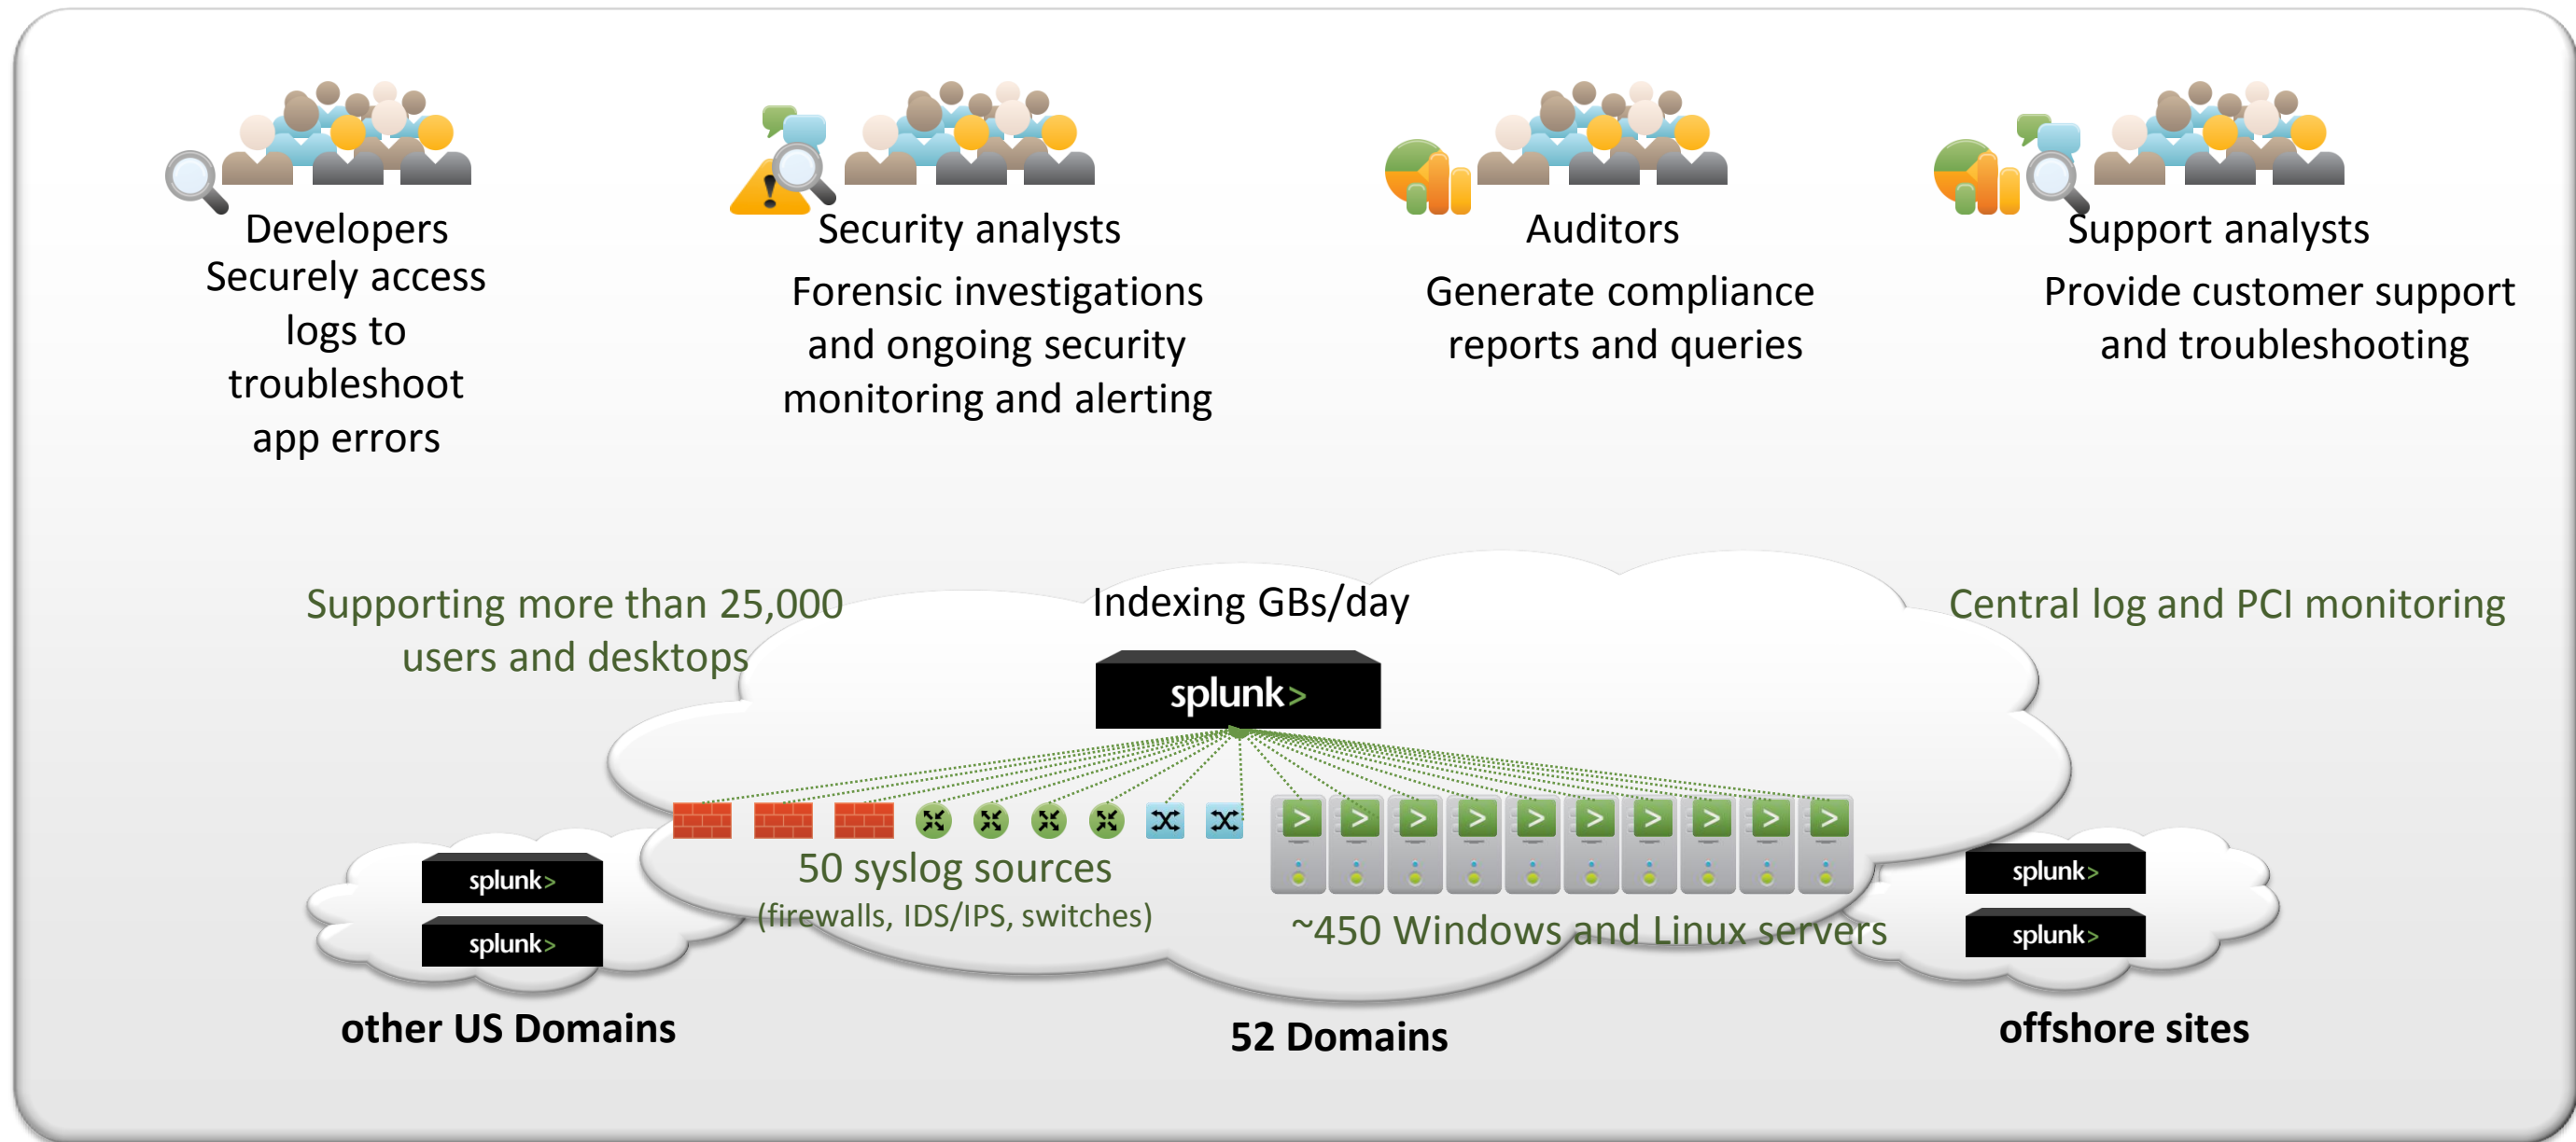 Developers
Securely access
logs to
troubleshoot
app errors
Security analysts
Forensic investigations
and ongoing security
monitoring and alerting
Auditors
Generate compliance
reports and queries
Support analysts
Provide customer support
and troubleshooting
Supporting more than 25,000
users and desktops
Indexing GBs/day
Central log and PCI monitoring
splunk>
50 syslog sources
(firewalls, IDS/IPS, switches)
> > > > > > > > > >
~450 Windows and Linux servers
splunk>
splunk>
splunk>
splunk>
other US Domains
52 Domains
offshore sites